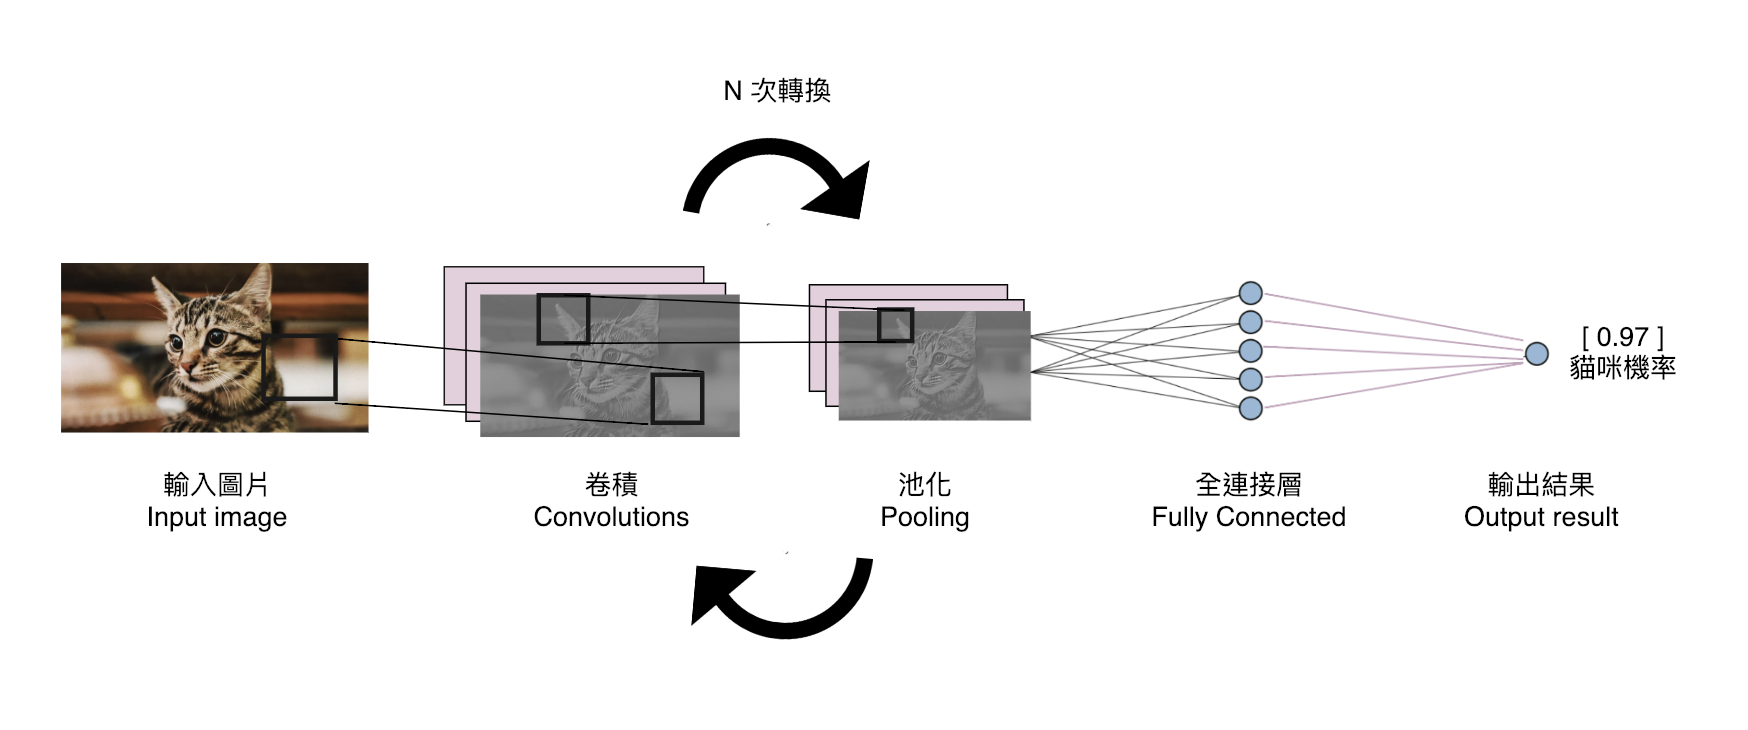 N 次轉換
[ 0.97 ]
貓咪機率
輸入圖片
Input image
卷積
Convolutions
池化
Pooling
全連接層
Fully Connected
輸出結果
Output result